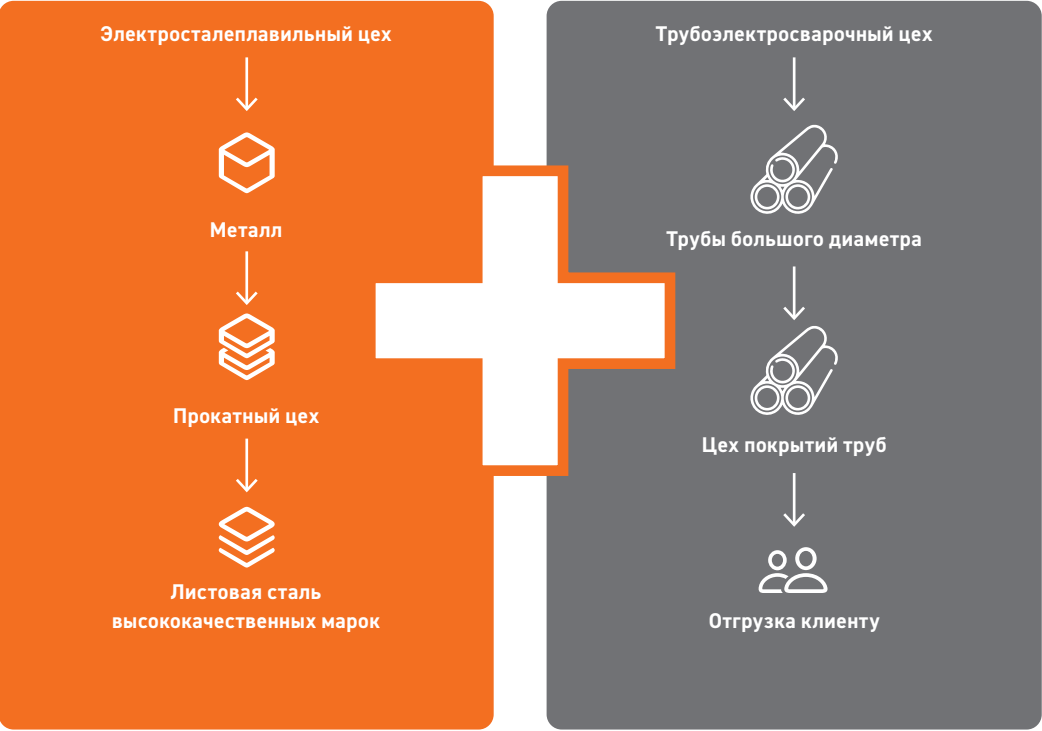 Электросталеплавильный цех
Металл
Прокатный цех
Листовая сталь
высококачественных марок
Трубоэлектросварочный цех
Трубы большого диаметра
Цех покрытий труб
Отгрузка клиенту